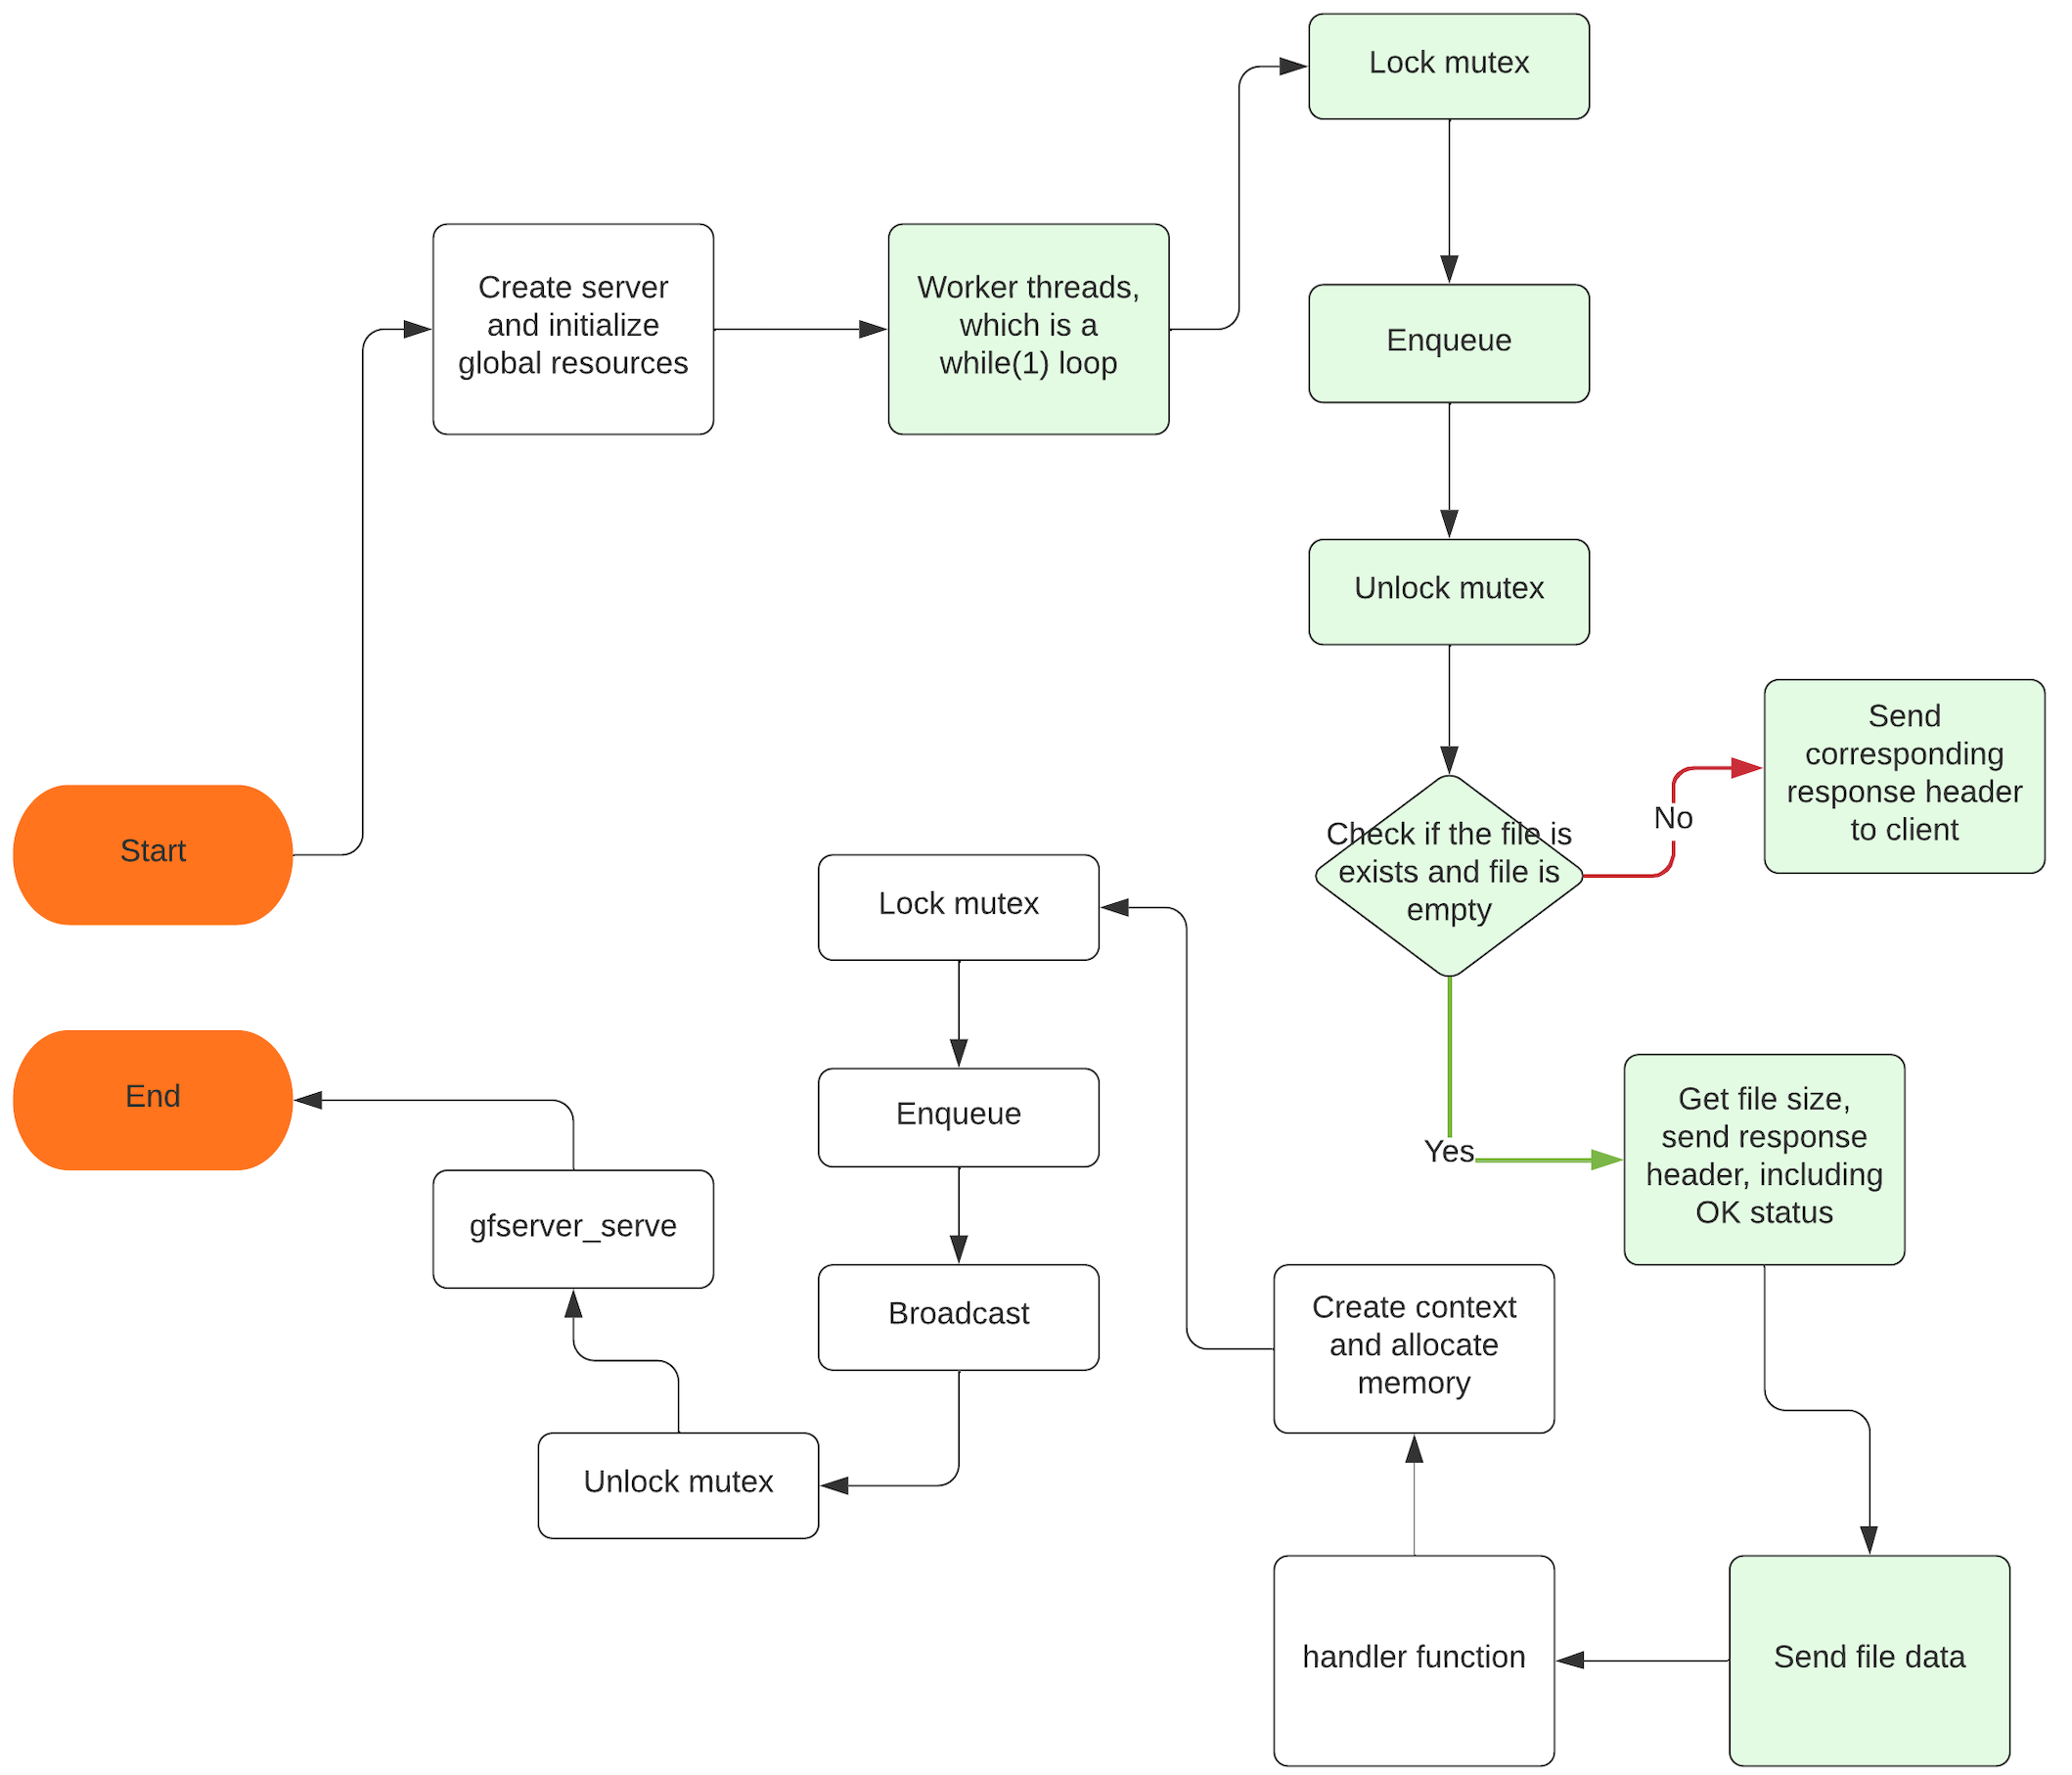 Start
Create server
and initialize
global resources
Worker threads,
which is a
while(1) loop
Lock mutex
Enqueue
Unlock mutex
Check if the file is
exists and file is
empty
No
Send
corresponding
response header
to client
Yes
Get file size,
send response
header, including
OK status
Send file data
handler function
Create context
and allocate
memory
Lock mutex
Enqueue
Broadcast
Unlock mutex
gfserver_serve
End